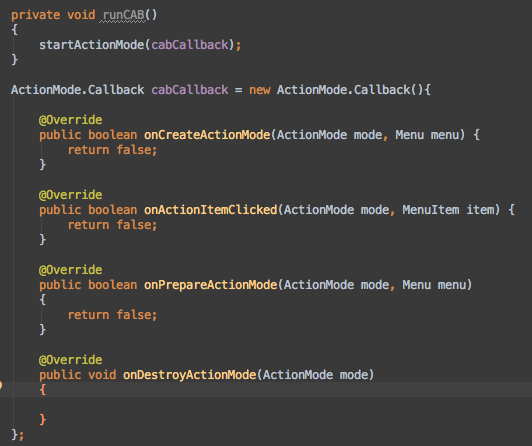 private void runCAB()
{
    startActionMode(cabCallback);
}

ActionMode.Callback cabCallback = new ActionMode.Callback(){

    @Override
    public boolean onCreateActionMode(ActionMode mode, Menu menu) {
        return false;
    }

    @Override
    public boolean onActionItemClicked(ActionMode mode, MenuItem item) {
        return false;
    }

    @Override
    public boolean onPrepareActionMode(ActionMode mode, Menu menu)
    {
        return false;
    }

    @Override
    public void onDestroyActionMode(ActionMode mode)
    {

    }
};